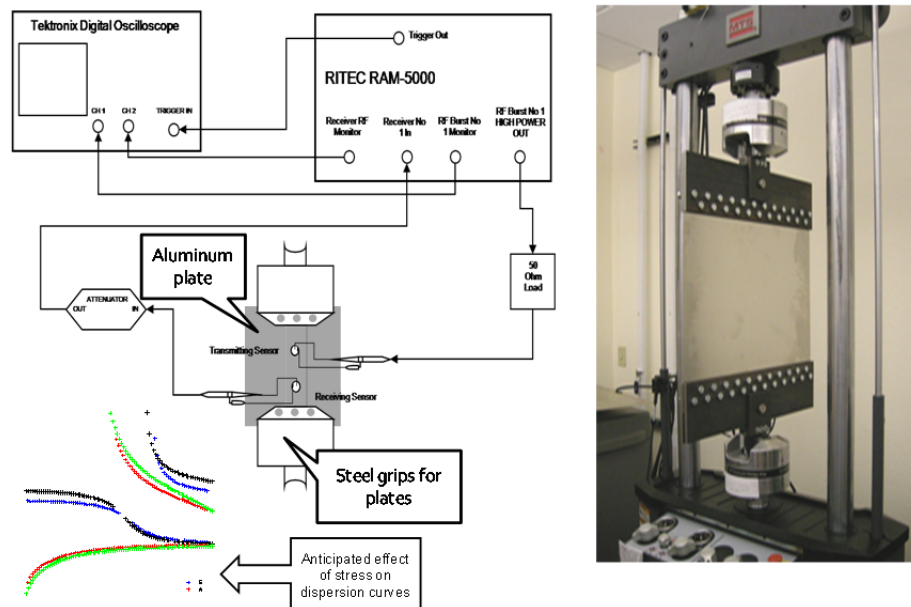 Tektronix Digital Oscilloscope
CH 1
CH 2
TRIGGER IN
Trigger Out
RITEC RAM-5000
Receiver RF
Monitor
Receiver No
1 In
RF Burst No
1 Monitor
RF Burst No 1
HIGH POWER
OUT
MTS
Aluminum
plate
50
Ohm
Load
ATTENUATOR
OUT
IN
Transmitting Sensor
Receiving Sensor
Steel grips for
plates
Anticipated effect
of stress on
dispersion curves
S
A